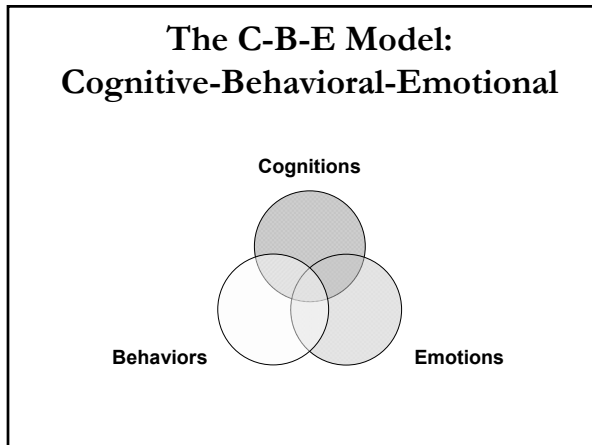 The C-B-E Model:
Cognitive-Behavioral-Emotional
Cognitions
Behaviors
Emotions